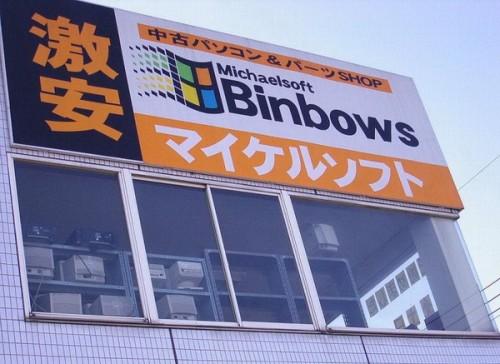 激安
中古パソコン&パーツSHOP
Michaelsoft
Binbows
マイケルソフト